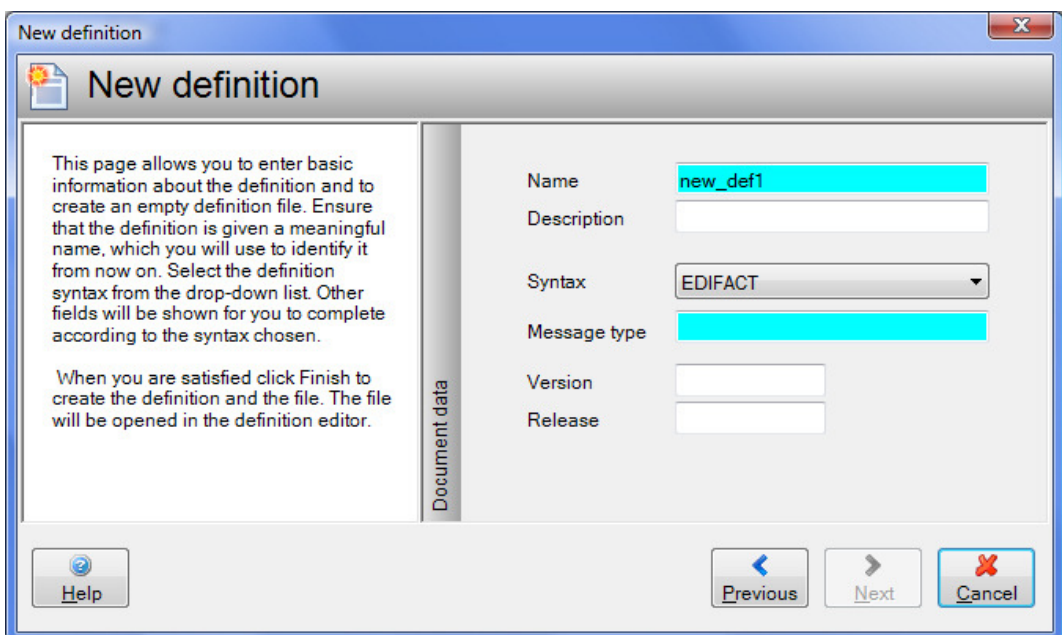 New definition
New definition
This page allows you to enter basic
information about the definition and to
create an empty definition file. Ensure
that the definition is given a meaningful
name, which you will use to identify it
from now on. Select the definition
syntax from the drop-down list. Other
fields will be shown for you to complete
according to the syntax chosen.
When you are satisfied click Finish to
create the definition and the file. The file
will be opened in the definition editor.
Document data
Name new_def1
Description
Syntax EDIFACT
Message type
Version
Release
Help
Previous
Next
Cancel